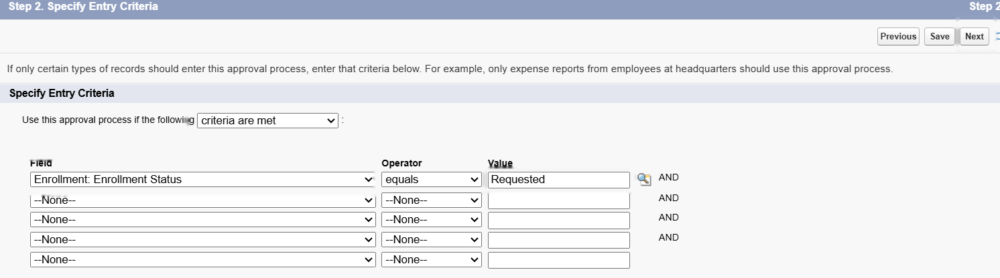 Step 2. Specify Entry Criteria Step 2
Previous Save Next
If only certain types of records should enter this approval process, enter that criteria below. For example, only expense reports from employees at headquarters should use this approval process.
Specify Entry Criteria
Use this approval process if the following criteria are met :
Field Operator Value
Enrollment: Enrollment Status equals Requested AND
--None-- --None-- AND
--None-- --None-- AND
--None-- --None-- AND
--None-- --None--